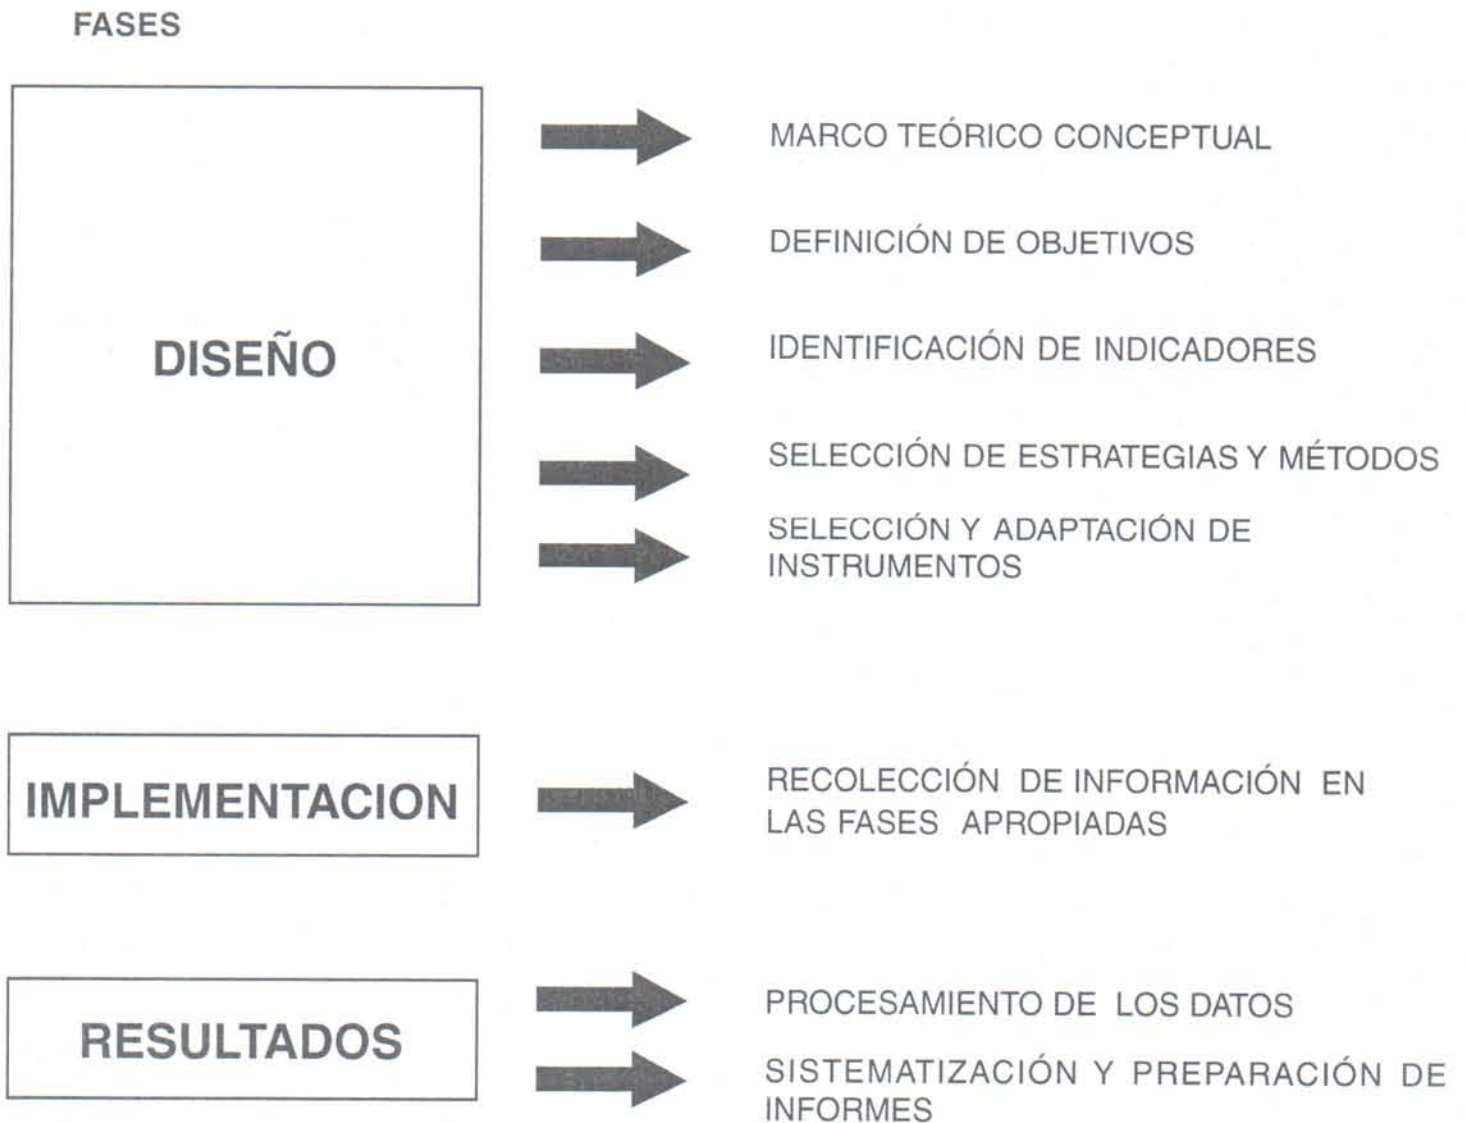 FASES
DISEÑO
MARCO TEÓRICO CONCEPTUAL
DEFINICIÓN DE OBJETIVOS
IDENTIFICACIÓN DE INDICADORES
SELECCIÓN DE ESTRATEGIAS Y MÉTODOS
SELECCIÓN Y ADAPTACIÓN DE
INSTRUMENTOS
IMPLEMENTACION
RECOLECCIÓN DE INFORMACIÓN EN
LAS FASES APROPIADAS
RESULTADOS
PROCESAMIENTO DE LOS DATOS
SISTEMATIZACIÓN Y PREPARACIÓN DE
INFORMES